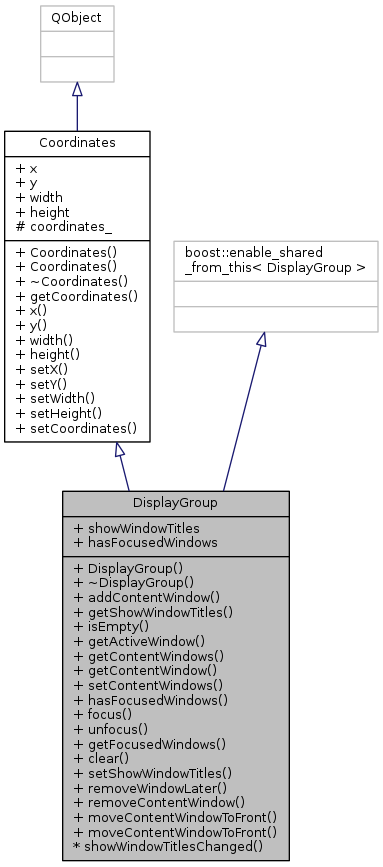 QObject
Coordinates
+ x
+ y
+ width
+ height
# coordinates_
+ Coordinates()
+ Coordinates()
+ ~Coordinates()
+ getCoordinates()
+ x()
+ y()
+ width()
+ height()
+ setX()
+ setY()
+ setWidth()
+ setHeight()
+ setCoordinates()
boost::enable_shared
_from_this< DisplayGroup >
DisplayGroup
+ showWindowTitles
+ hasFocusedWindows
+ DisplayGroup()
+ ~DisplayGroup()
+ addContentWindow()
+ getShowWindowTitles()
+ isEmpty()
+ getActiveWindow()
+ getContentWindows()
+ getContentWindow()
+ setContentWindows()
+ hasFocusedWindows()
+ focus()
+ unfocus()
+ getFocusedWindows()
+ clear()
+ setShowWindowTitles()
+ removeWindowLater()
+ removeContentWindow()
+ moveContentWindowToFront()
+ moveContentWindowToFront()
* showWindowTitlesChanged()